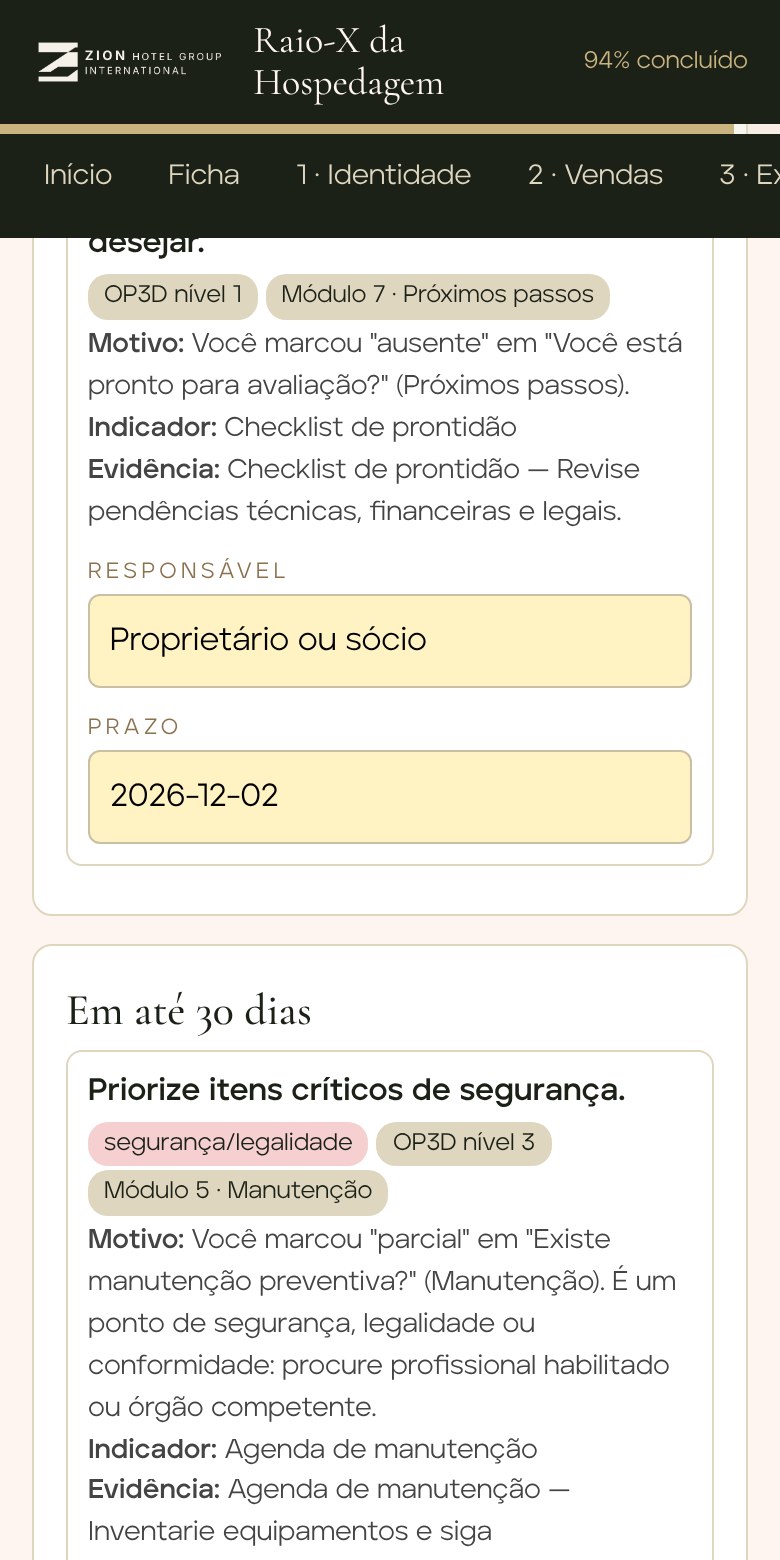 ZION HOTEL GROUP
INTERNATIONAL
Raio-X da
Hospedagem
94% concluído
Início
Ficha
1 · Identidade
2 · Vendas
3 · Ex
desejar.
OP3D nível 1
Módulo 7 · Próximos passos
Motivo: Você marcou "ausente" em "Você está
pronto para avaliação?" (Próximos passos).
Indicador: Checklist de prontidão
Evidência: Checklist de prontidão — Revise
pendências técnicas, financeiras e legais.
RESPONSÁVEL
Proprietário ou sócio
PRAZO
2026-12-02
Em até 30 dias
Priorize itens críticos de segurança.
segurança/legalidade
OP3D nível 3
Módulo 5 · Manutenção
Motivo: Você marcou "parcial" em "Existe
manutenção preventiva?" (Manutenção). É um
ponto de segurança, legalidade ou
conformidade: procure profissional habilitado
ou órgão competente.
Indicador: Agenda de manutenção
Evidência: Agenda de manutenção —
Inventarie equipamentos e siga